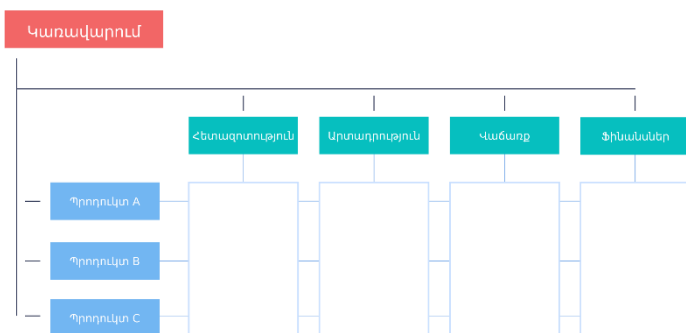 Կառավարում
Հետազոտություն
Արտադրություն
Վաճառք
Ֆինանսներ
Պրոդուկտ A
Պրոդուկտ B
Պրոդուկտ C